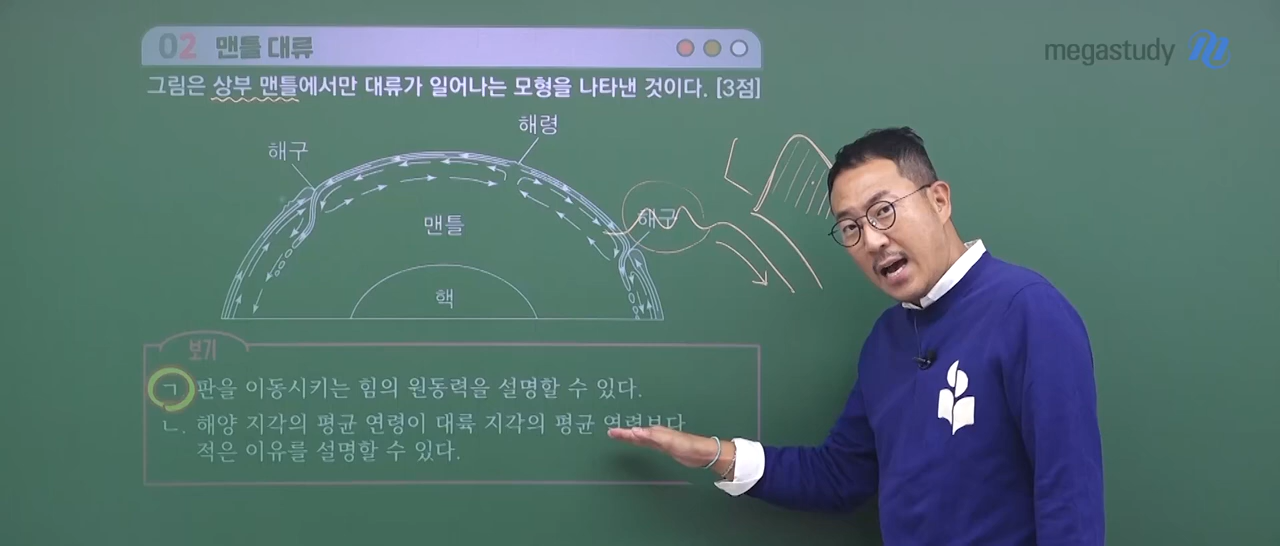 02 맨틀 대류
megastudy
그림은 상부 맨틀에서만 대류가 일어나는 모형을 나타낸 것이다. [3점]
해령
해구
맨틀
해구
핵
보기
ㄱ 판을 이동시키는 힘의 원동력을 설명할 수 있다.
ㄴ. 해양 지각의 평균 연령이 대륙 지각의 평균 연령보다
적은 이유를 설명할 수 있다.